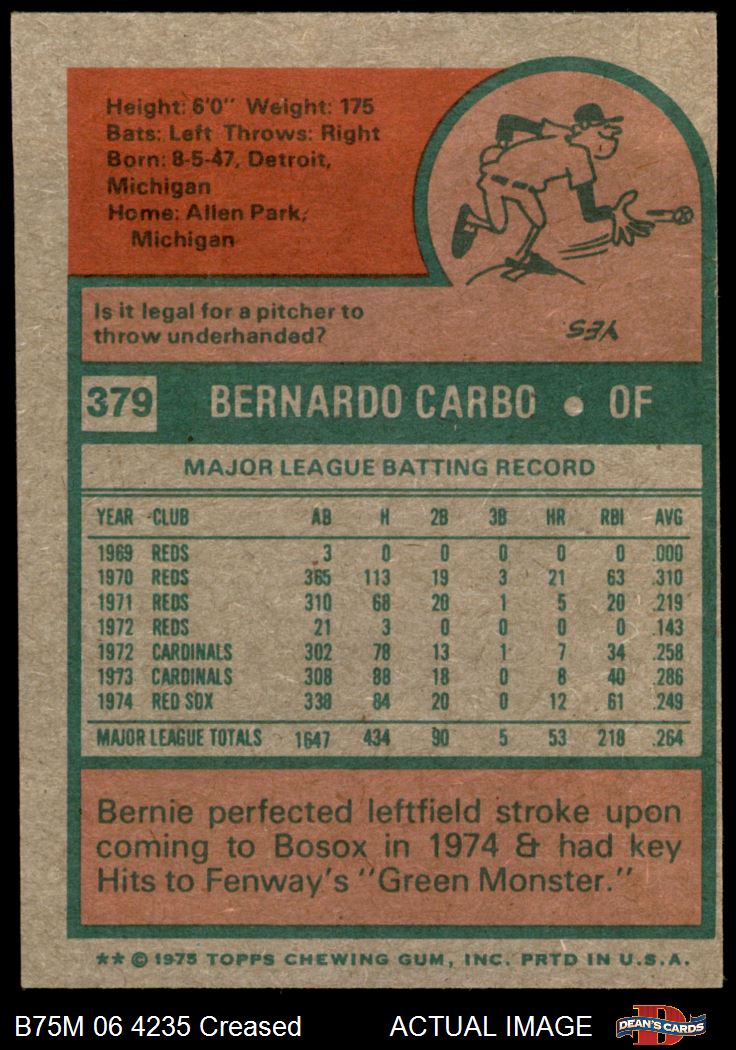 Height: 6'0" Weight: 175
Bats: Left Throws: Right
Born: 8-5-47, Detroit,
Michigan
Home: Allen Park,
Michigan
Is it legal for a pitcher to
throw underhanded?
YES
379 BERNARDO CARBO • OF
MAJOR LEAGUE BATTING RECORD
YEAR CLUB AB H 2B 3B HR RBI AVG
1969 REDS 3 0 0 0 0 0 .000
1970 REDS 365 113 19 3 21 63 .310
1971 REDS 310 68 20 1 5 20 .219
1972 REDS 21 3 0 0 0 0 .143
1972 CARDINALS 302 78 13 1 7 34 .258
1973 CARDINALS 308 88 18 0 8 40 .286
1974 RED SOX 338 84 20 0 12 61 .249
MAJOR LEAGUE TOTALS 1647 434 90 5 53 218 .264
Bernie perfected leftfield stroke upon
coming to Bosox in 1974 & had key
Hits to Fenway's "Green Monster."
** © 1975 TOPPS CHEWING GUM, INC. PRTD IN U.S.A.
B75M 06 4235 Creased ACTUAL IMAGE D DEAN'S CARDS